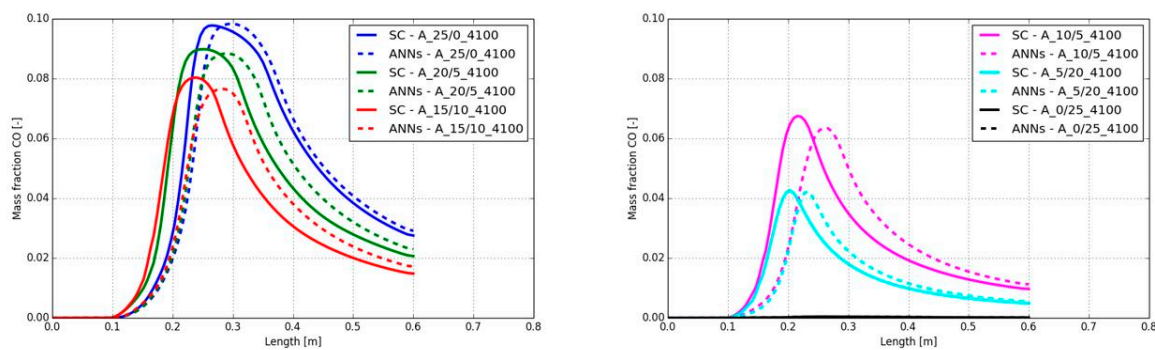 0.10
0.08
0.06
0.04
0.02
0.00
Mass fraction CO [-]
0.0 0.1 0.2 0.3 0.4 0.5 0.6 0.7 0.8
Length [m]
SC - A_25/0_4100
ANNs - A_25/0_4100
SC - A_20/5_4100
ANNs - A_20/5_4100
SC - A_15/10_4100
ANNs - A_15/10_4100
0.10
0.08
0.06
0.04
0.02
0.00
Mass fraction CO [-]
0.0 0.1 0.2 0.3 0.4 0.5 0.6 0.7 0.8
Length [m]
SC - A_10/5_4100
ANNs - A_10/5_4100
SC - A_5/20_4100
ANNs - A_5/20_4100
SC - A_0/25_4100
ANNs - A_0/25_4100